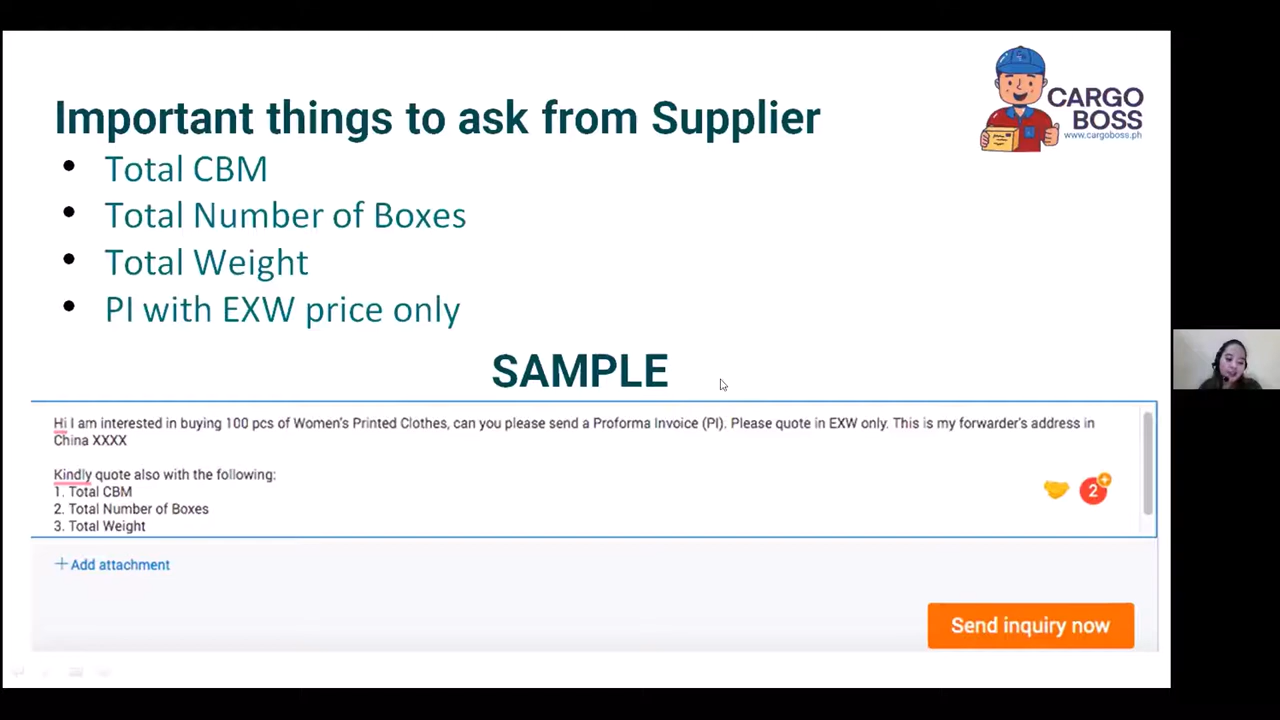 CARGO
BOSS
www.cargoboss.ph
Important things to ask from Supplier
• Total CBM
• Total Number of Boxes
• Total Weight
• PI with EXW price only
SAMPLE
Hi I am interested in buying 100 pcs of Women's Printed Clothes, can you please send a Proforma Invoice (PI). Please quote in EXW only. This is my forwarder's address in
China XXXX
Kindly quote also with the following:
1. Total CBM
2. Total Number of Boxes
3. Total Weight
2
+ Add attachment
Send inquiry now